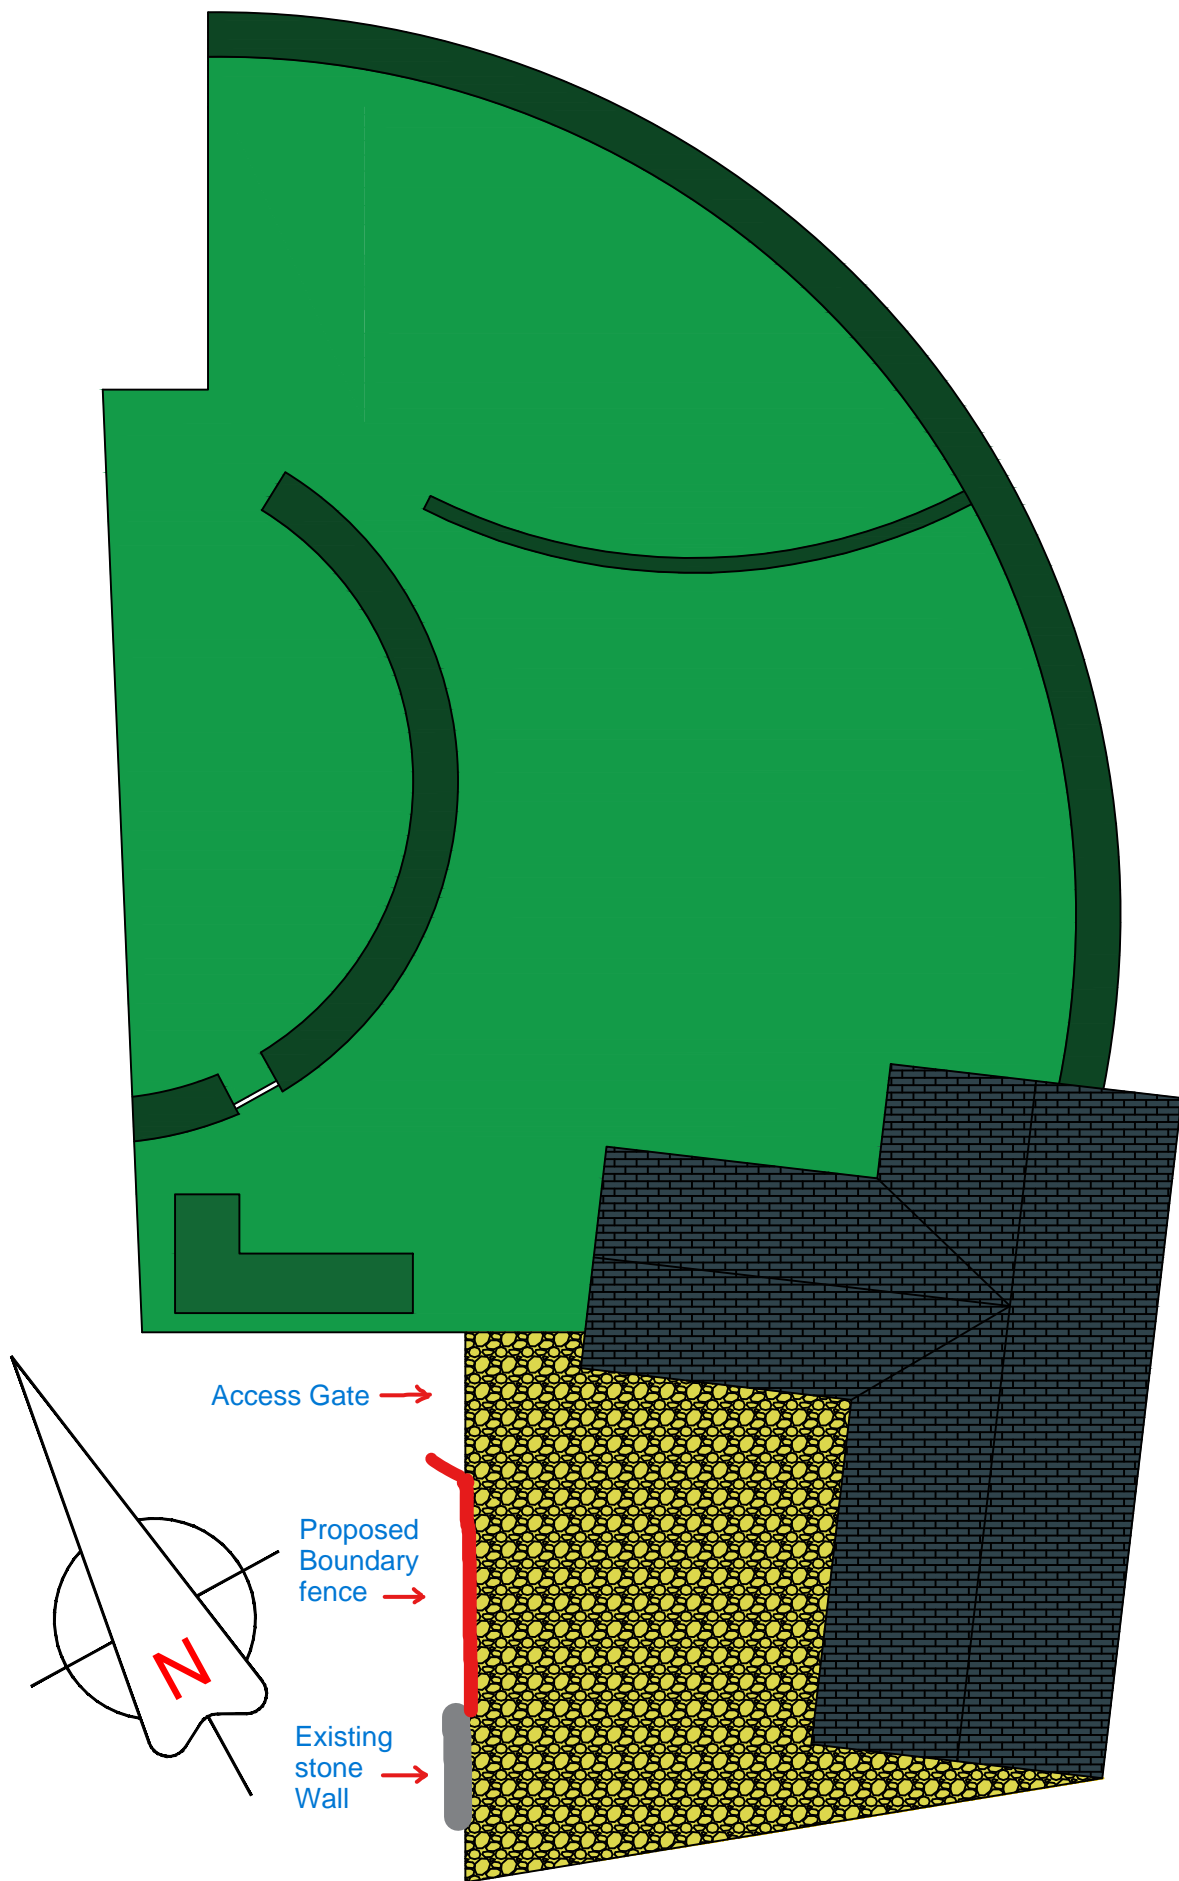 Access Gate
Proposed
Boundary
fence
N
Existing
stone
Wall